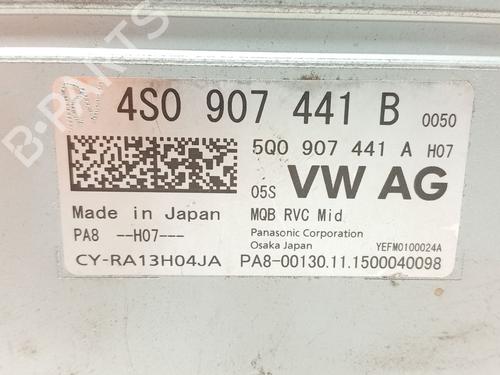 R 4S0 907 441 B 0050
5Q0 907 441 A H07
05S VW AG
Made in Japan MQB RVC Mid
PA8 --H07--- Panasonic Corporation
Osaka Japan YEFM0100024A
CY-RA13H04JA PA8-00130.11.1500040098
B-PARTS